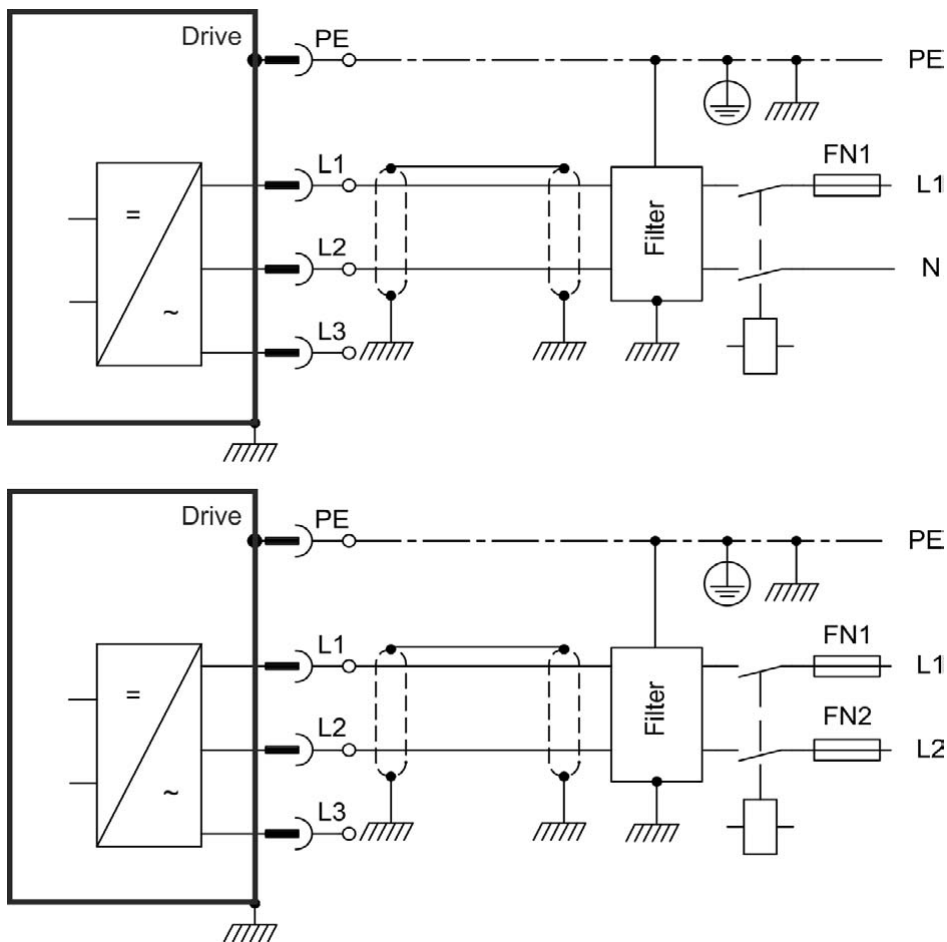 Drive
PE
PE
L1
FN1
L1
=
Filter
L2
N
~
L3
Drive
PE
PE
L1
FN1
L1
=
Filter
L2
FN2
L2
~
L3